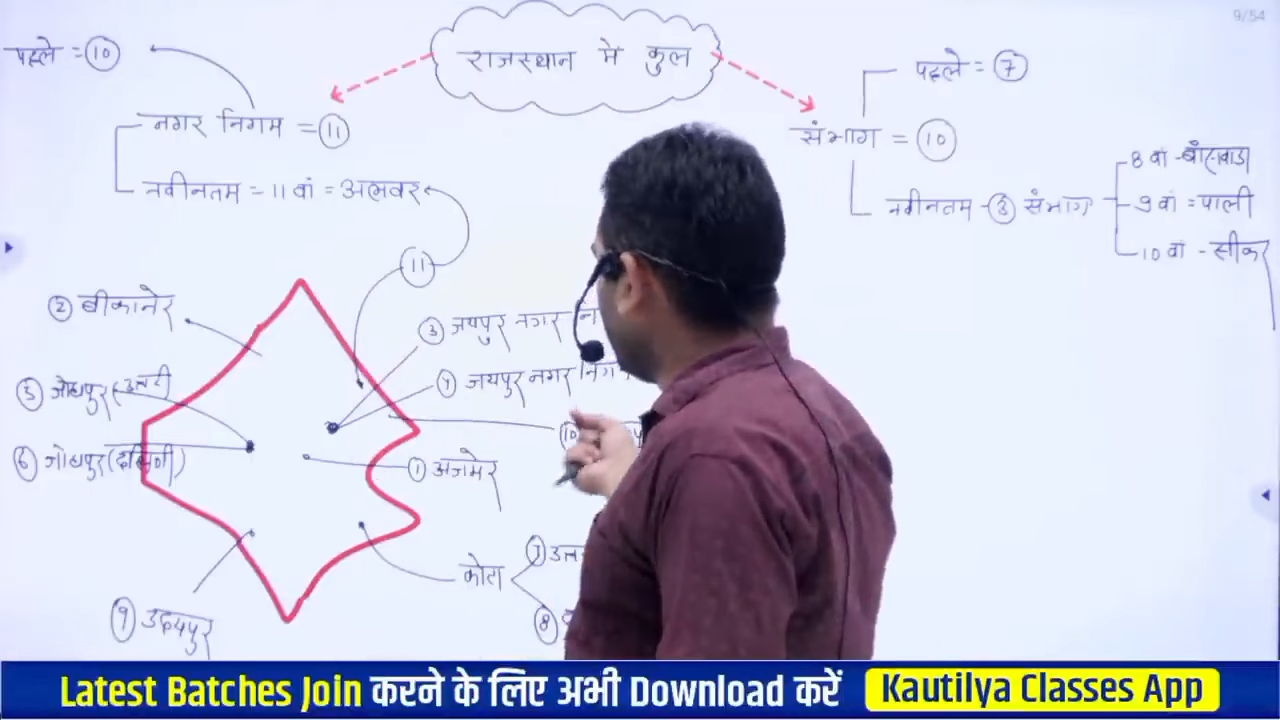 9/54
राजस्थान मे कुल
पहले = 10
नगर निगम = 11
नवीनतम = 11 वां = अलवर
11
पहले = 7
संभाग = 10
नवीनतम - 3 संभाग
8 वां - बांसवाडा
9 वां = पाली
10 वां - सीकर
2 बीकानेर
3 जयपुर नगर
4 जयपुर नगर
5 जोधपुर (उत्तरी
6 जोधपुर (दक्षिणी)
10
1 अजमेर
कोटा
7
8
9 उदयपुर
Latest Batches Join करने के लिए अभी Download करें
Kautilya Classes App